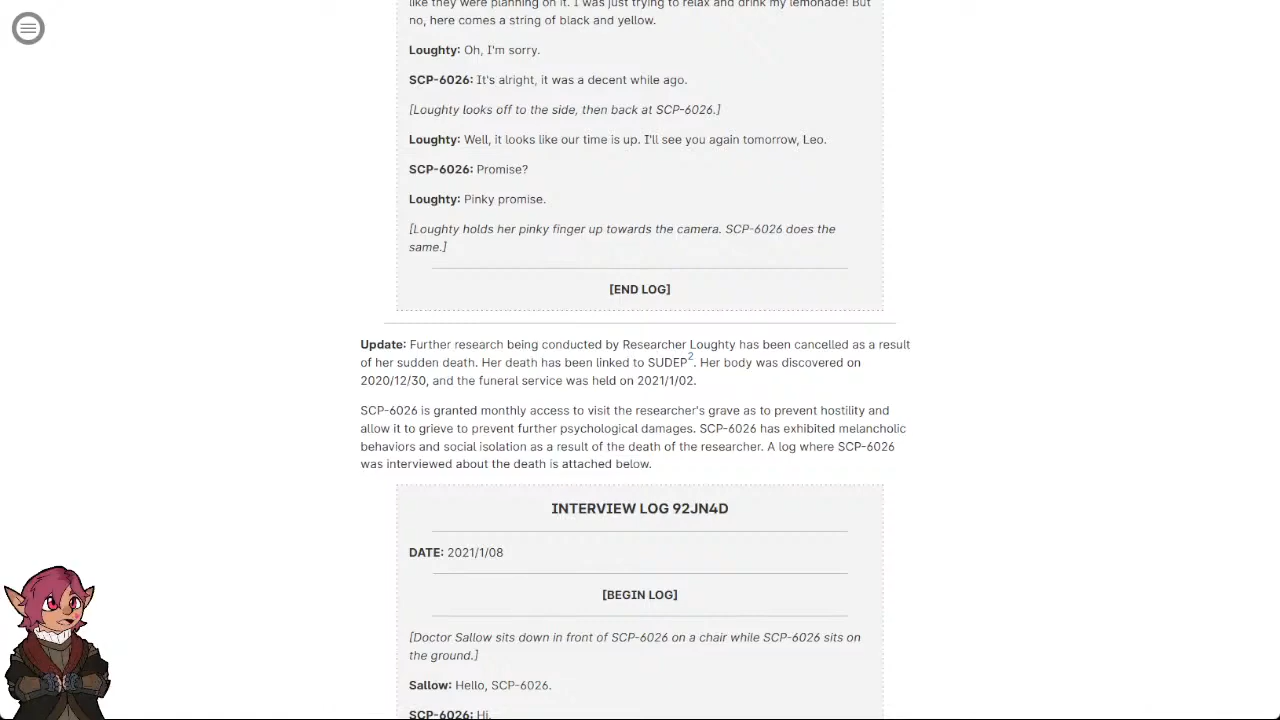 like they were planning on it. I was just trying to relax and drink my lemonade! But
no, here comes a string of black and yellow.
Loughty: Oh, I'm sorry.
SCP-6026: It's alright, it was a decent while ago.
[Loughty looks off to the side, then back at SCP-6026.]
Loughty: Well, it looks like our time is up. I'll see you again tomorrow, Leo.
SCP-6026: Promise?
Loughty: Pinky promise.
[Loughty holds her pinky finger up towards the camera. SCP-6026 does the
same.]
[END LOG]
Update: Further research being conducted by Researcher Loughty has been cancelled as a result
of her sudden death. Her death has been linked to SUDEP2. Her body was discovered on
2020/12/30, and the funeral service was held on 2021/1/02.
SCP-6026 is granted monthly access to visit the researcher's grave as to prevent hostility and
allow it to grieve to prevent further psychological damages. SCP-6026 has exhibited melancholic
behaviors and social isolation as a result of the death of the researcher. A log where SCP-6026
was interviewed about the death is attached below.
INTERVIEW LOG 92JN4D
DATE: 2021/1/08
[BEGIN LOG]
[Doctor Sallow sits down in front of SCP-6026 on a chair while SCP-6026 sits on
the ground.]
Sallow: Hello, SCP-6026.
SCP-6026: Hi.